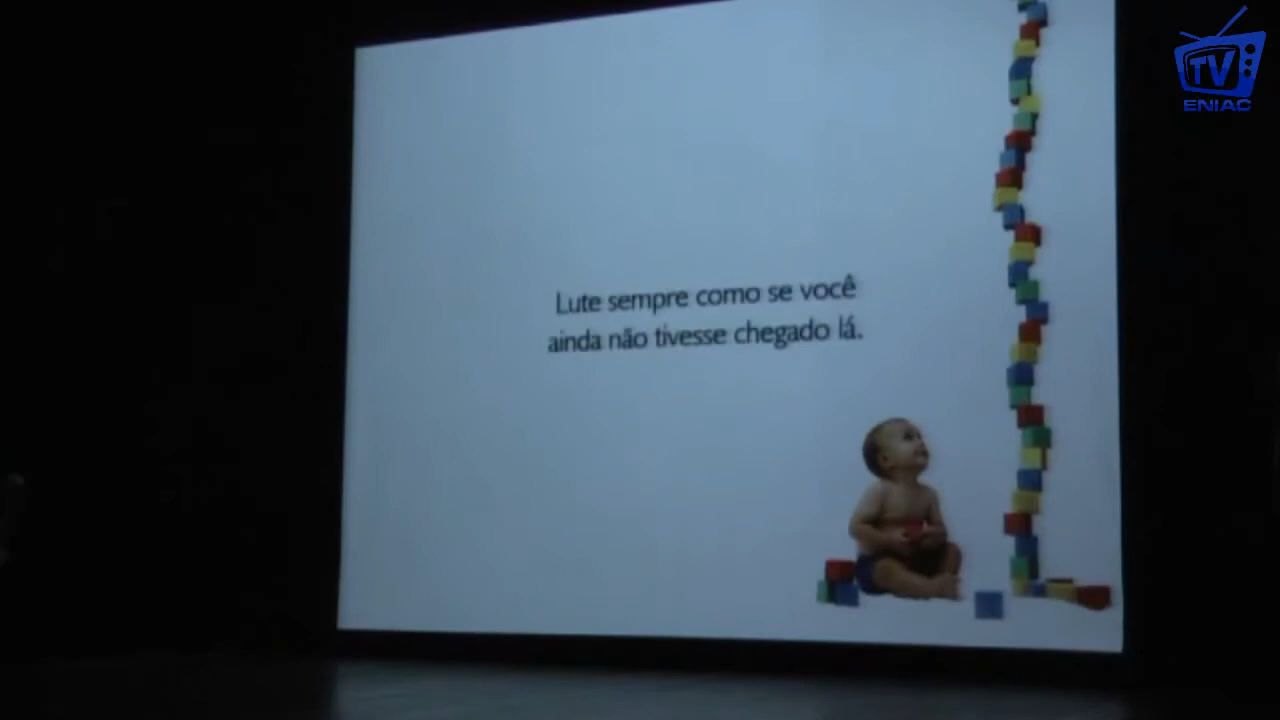 TV
ENIAC
Lute sempre como se você
ainda não tivesse chegado lá.